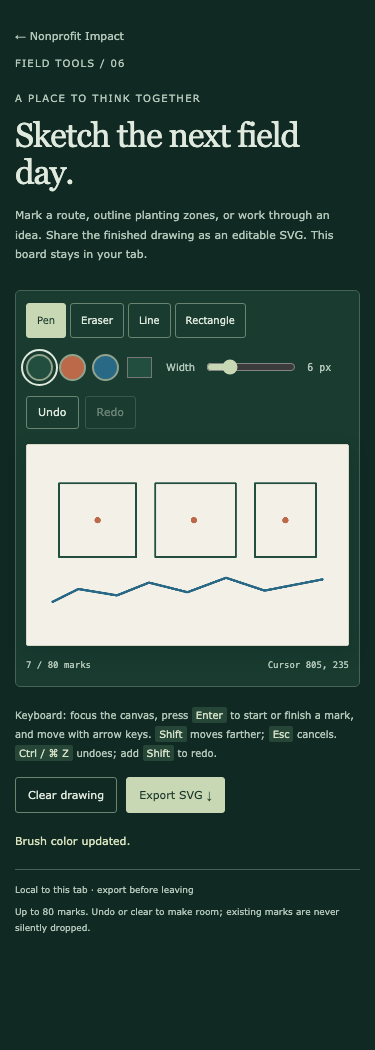 ← Nonprofit Impact
FIELD TOOLS / 06
A PLACE TO THINK TOGETHER
Sketch the next field
day.
Mark a route, outline planting zones, or work through an
idea. Share the finished drawing as an editable SVG. This
board stays in your tab.
Pen Eraser Line Rectangle
Width 6 px
Undo Redo
7 / 80 marks Cursor 805, 235
Keyboard: focus the canvas, press Enter to start or finish a mark,
and move with arrow keys. Shift moves farther; Esc cancels.
Ctrl / ⌘ Z undoes; add Shift to redo.
Clear drawing Export SVG ↓
Brush color updated.
Local to this tab · export before leaving
Up to 80 marks. Undo or clear to make room; existing marks are never
silently dropped.